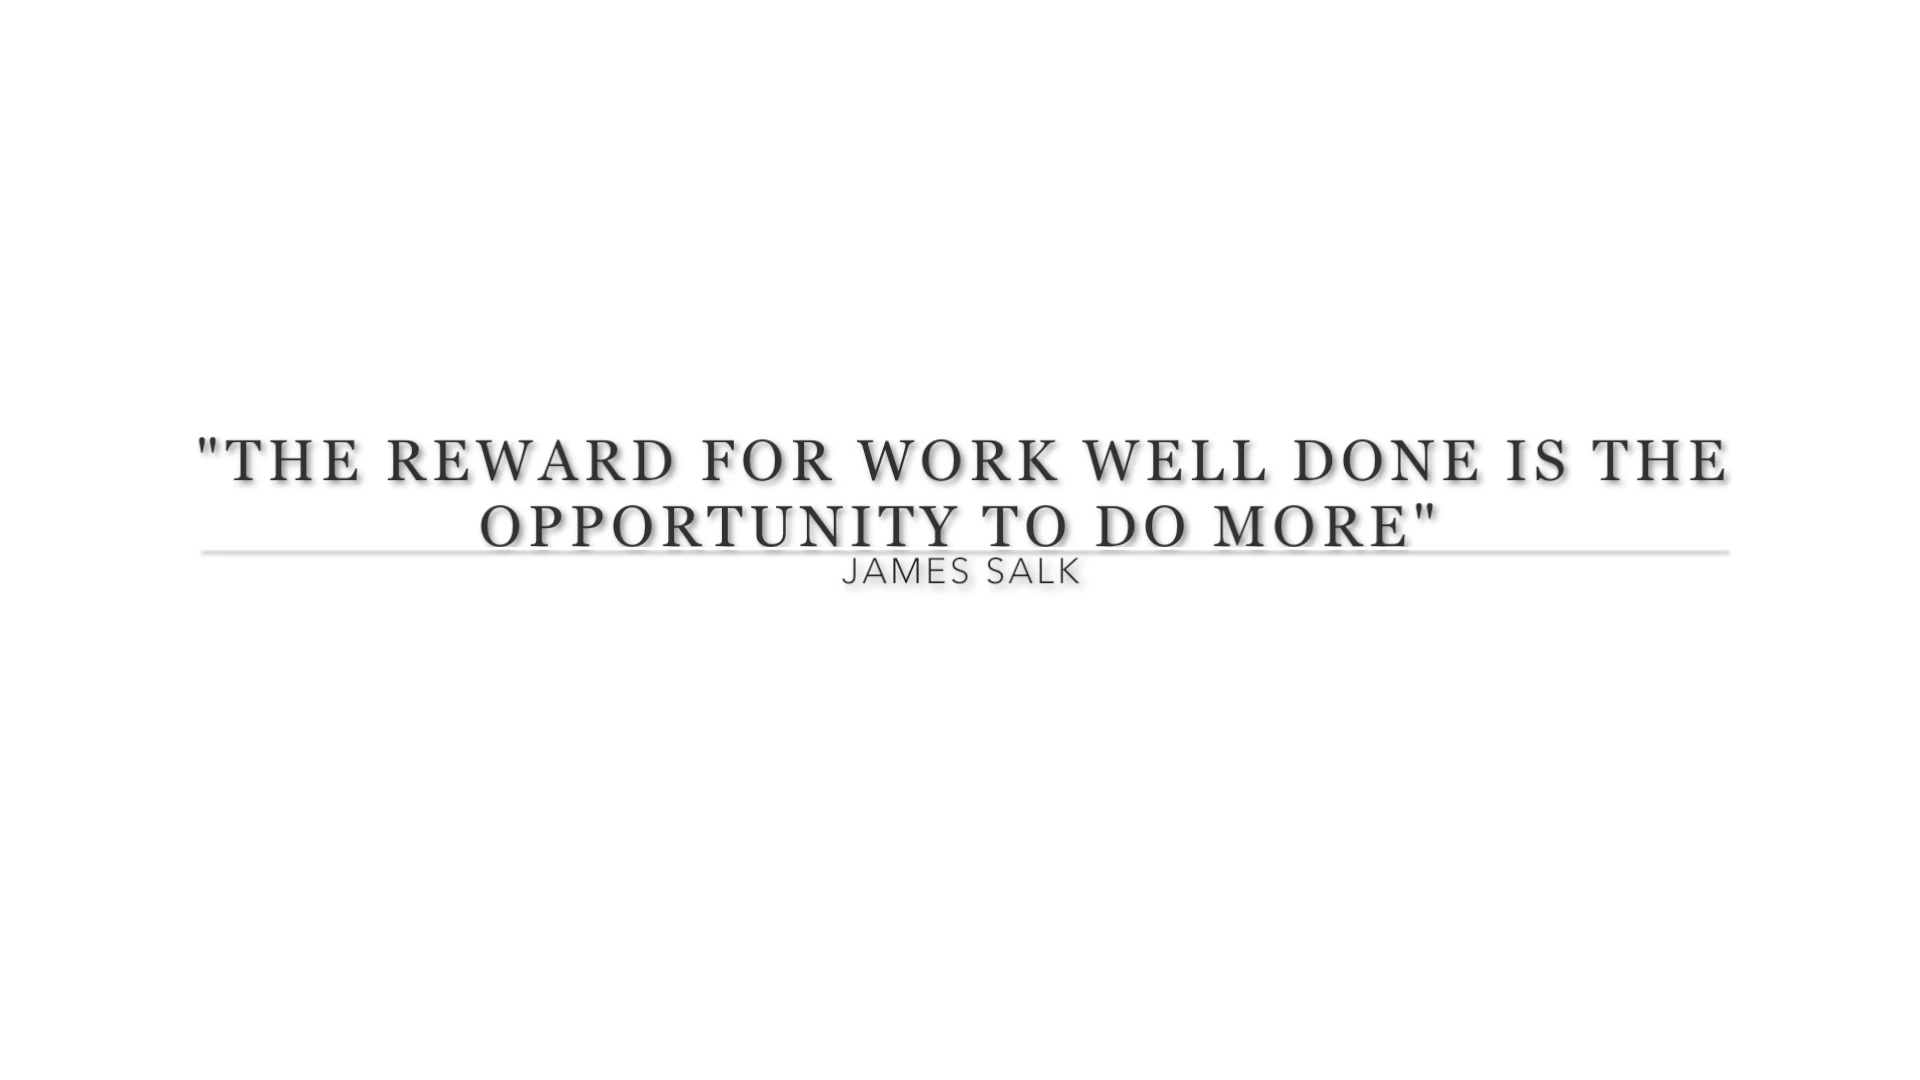 "THE REWARD FOR WORK WELL DONE IS THE
OPPORTUNITY TO DO MORE"
JAMES SALK